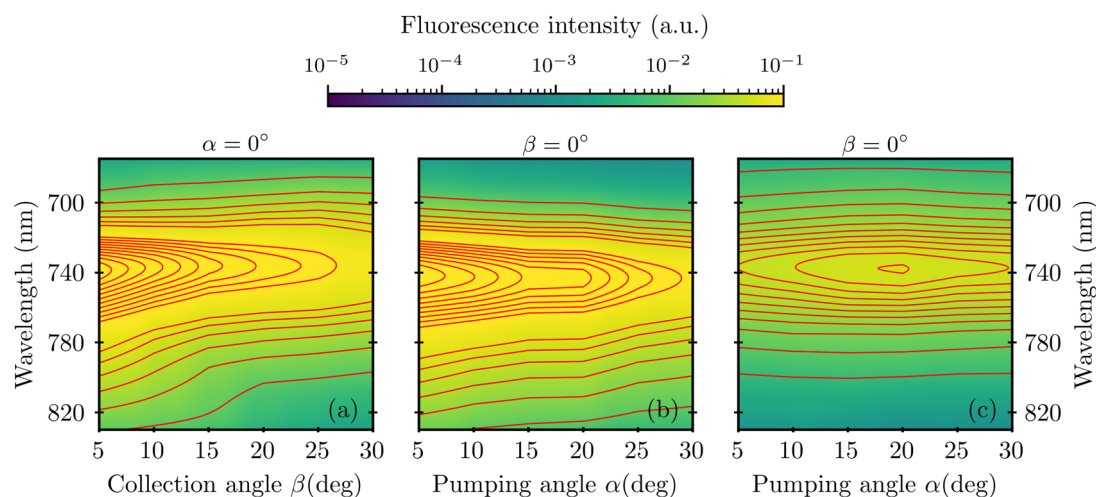 Fluorescence intensity (a.u.)
10⁻⁵ 10⁻⁴ 10⁻³ 10⁻² 10⁻¹
α = 0° β = 0° β = 0°
Wavelength (nm)
700
740
780
820
(a) (b) (c)
700
740
780
820
Wavelength (nm)
5 10 15 20 25 30 5 10 15 20 25 30 5 10 15 20 25 30
Collection angle β(deg) Pumping angle α(deg) Pumping angle α(deg)